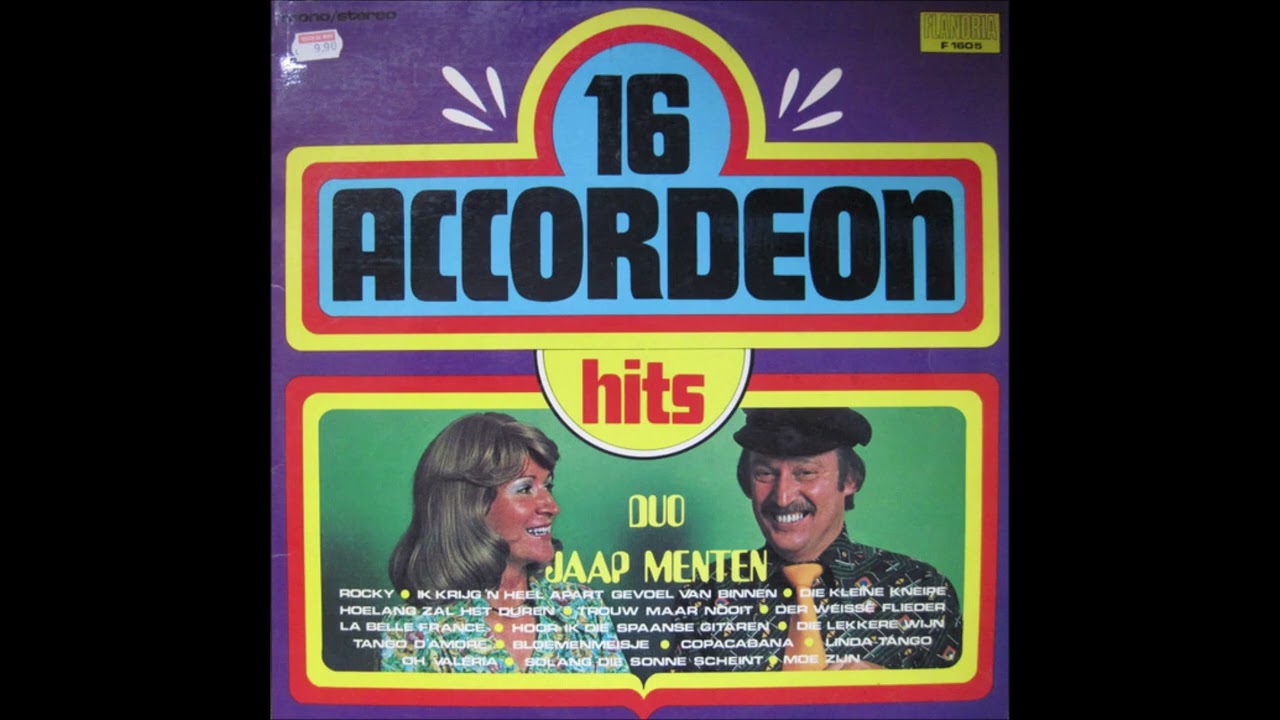 mono/stereo
9,90
FLANDRIA
F 1605
16
ACCORDEON
hits
DUO
JAAP MENTEN
ROCKY • IK KRIJG 'N HEEL APART GEVOEL VAN BINNEN • DIE KLEINE KNEIPE
HOELANG ZAL HET DUREN • TROUW MAAR NOOIT • DER WEISSE FLIEDER
LA BELLE FRANCE • HOOR IK DIE SPAANSE GITAREN • DIE LEKKERE WIJN
TANGO D'AMORE • BLOEMENMEISJE • COPACABANA • LINDA TANGO
OH VALERIA • SOLANG DIE SONNE SCHEINT • MOE ZIJN